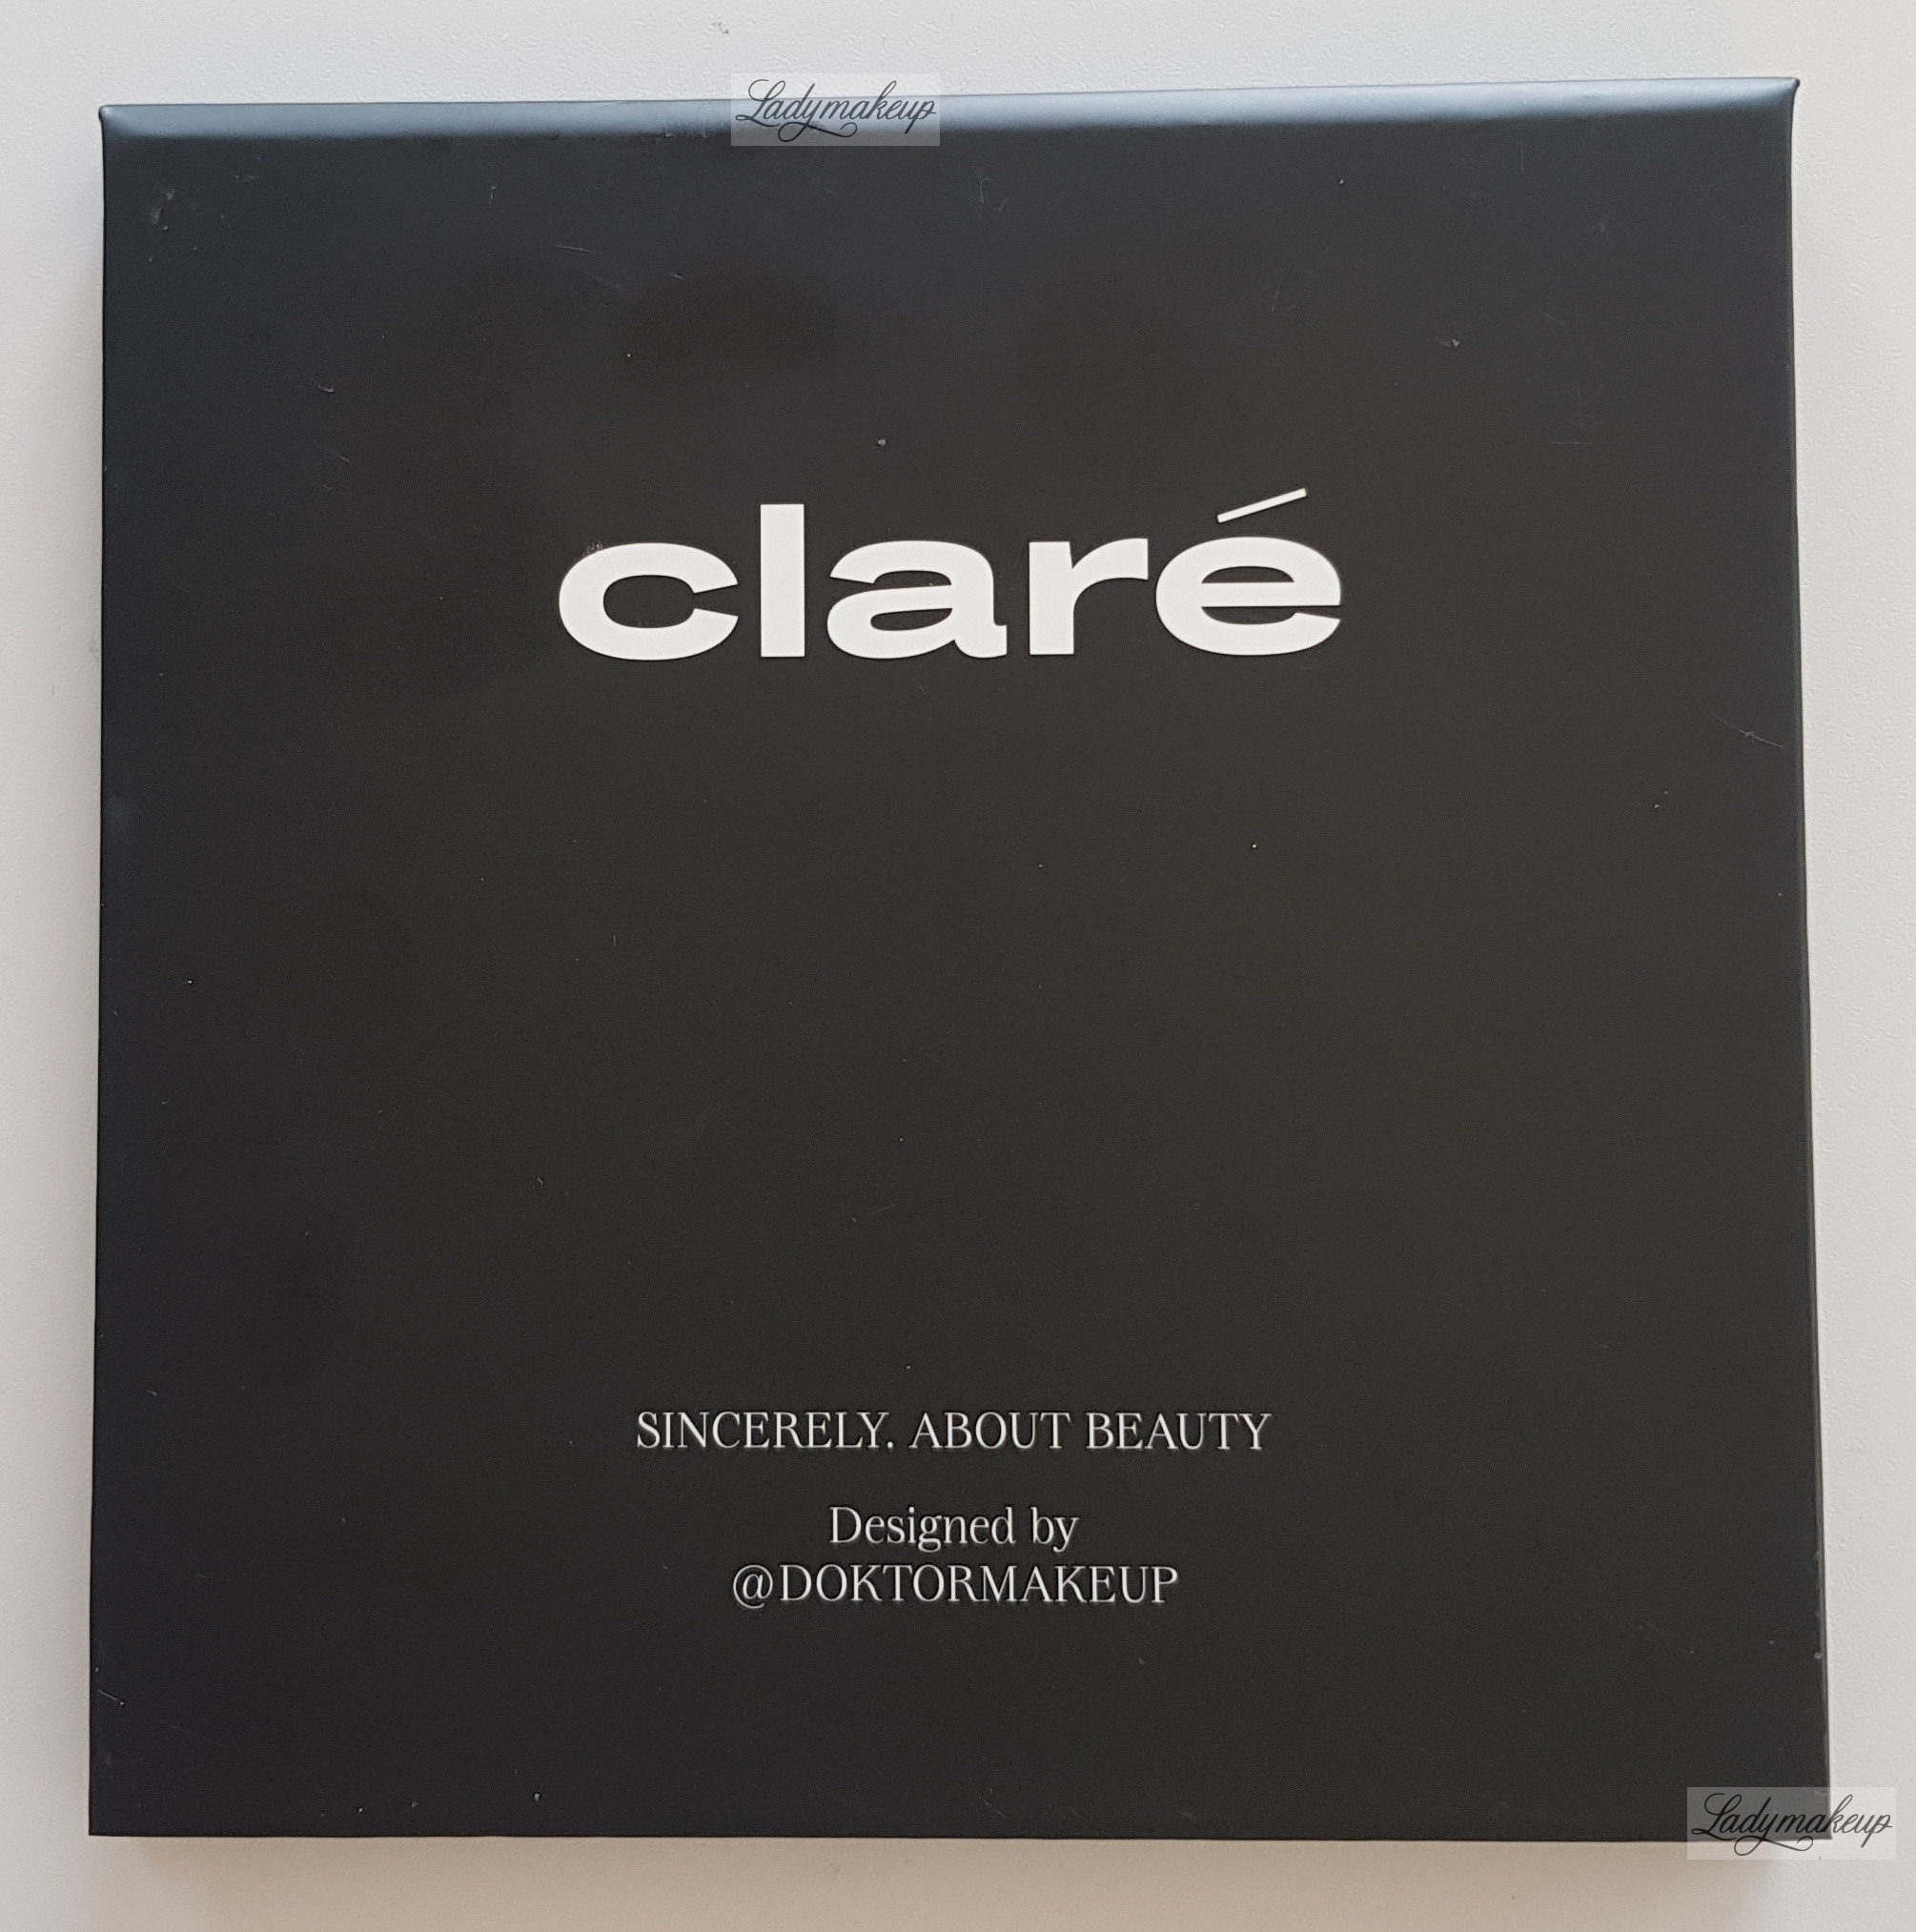 Ladymakeup
claré
SINCERELY. ABOUT BEAUTY
Designed by
@DOKTORMAKEUP
Ladymakeup